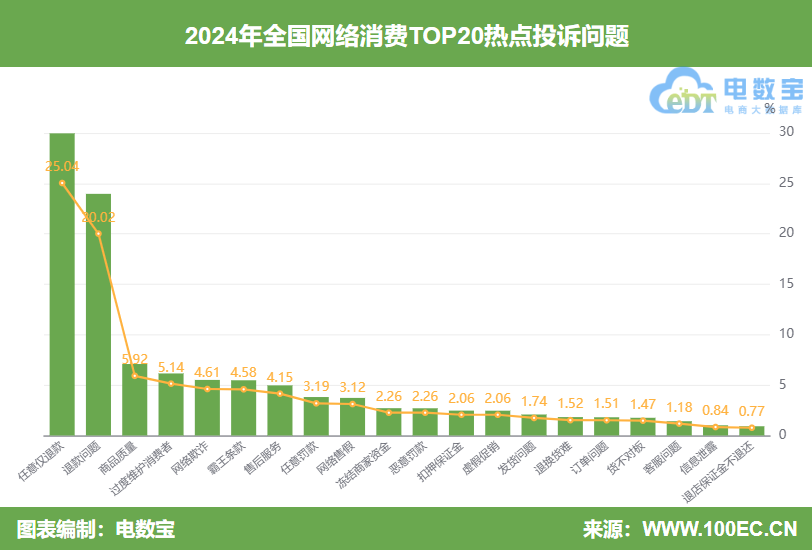 2024年全国网络消费TOP20热点投诉问题
eDT 电数宝
电商大数据库
%
30
25
20
15
10
5
0
25.04
20.02
5.92
5.14
4.61
4.58
4.15
3.19
3.12
2.26
2.26
2.06
2.06
1.74
1.52
1.51
1.47
1.18
0.84
0.77
任意仅退款
退款问题
商品质量
过度维护消费者
网络欺诈
霸王条款
售后服务
任意罚款
网络售假
冻结商家资金
恶意罚款
扣押保证金
虚假促销
发货问题
退换货难
订单问题
货不对板
客服问题
信息泄露
退店保证金不退还
图表编制：电数宝
来源：WWW.100EC.CN